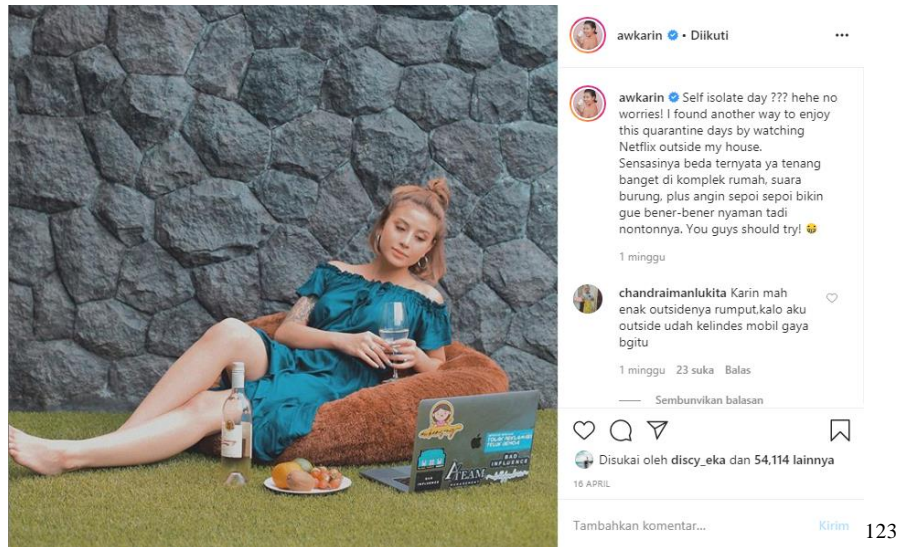 awkarin • Diikuti
awkarin Self isolate day ??? hehe no
worries! I found another way to enjoy
this quarantine days by watching
Netflix outside my house.
Sensasinya beda ternyata ya tenang
banget di komplek rumah, suara
burung, plus angin sepoi sepoi bikin
gue bener-bener nyaman tadi
nontonnya. You guys should try!
1 minggu
chandraimanlukita Karin mah
enak outsidenya rumput,kalo aku
outside udah kelindes mobil gaya
bgitu
1 minggu 23 suka Balas
Sembunyikan balasan
Disukai oleh discy_eka dan 54,114 lainnya
16 APRIL
Tambahkan komentar... Kirim
123
BAD
INFLUENCE
A TEAM